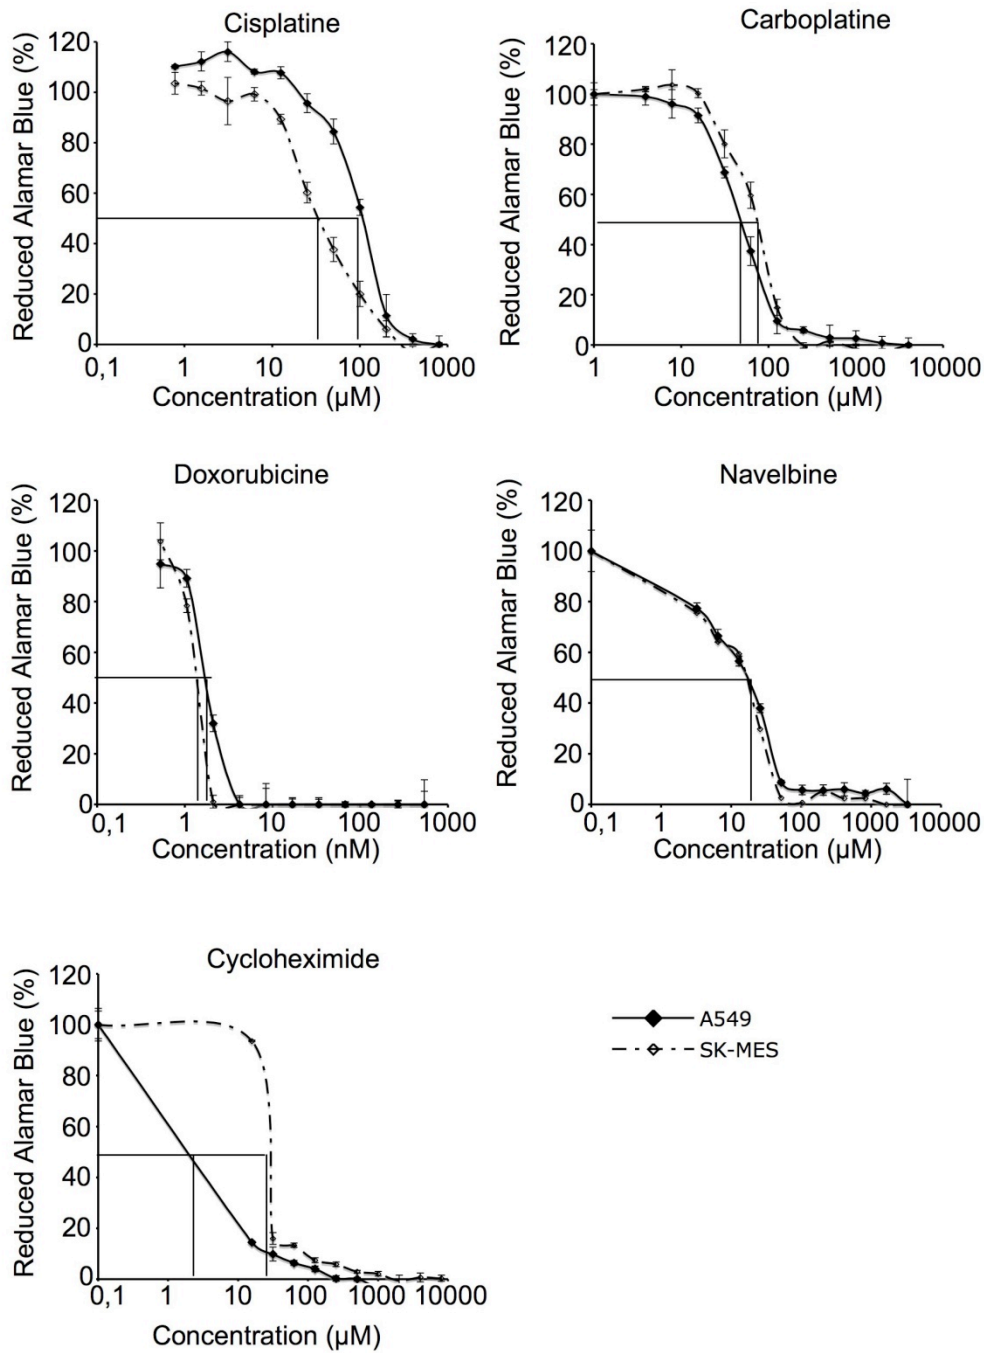 Cisplatine
Reduced Alamar Blue (%)
120
100
80
60
40
20
0
0,1 1 10 100 1000
Concentration (µM)
Carboplatine
Reduced Alamar Blue (%)
120
100
80
60
40
20
0
1 10 100 1000 10000
Concentration (µM)
Doxorubicine
Reduced Alamar Blue (%)
120
100
80
60
40
20
0
0,1 1 10 100 1000
Concentration (nM)
Navelbine
Reduced Alamar Blue (%)
120
100
80
60
40
20
0
0,1 1 10 100 1000 10000
Concentration (µM)
Cycloheximide
Reduced Alamar Blue (%)
120
100
80
60
40
20
0
0,1 1 10 100 1000 10000
Concentration (µM)
A549
SK-MES